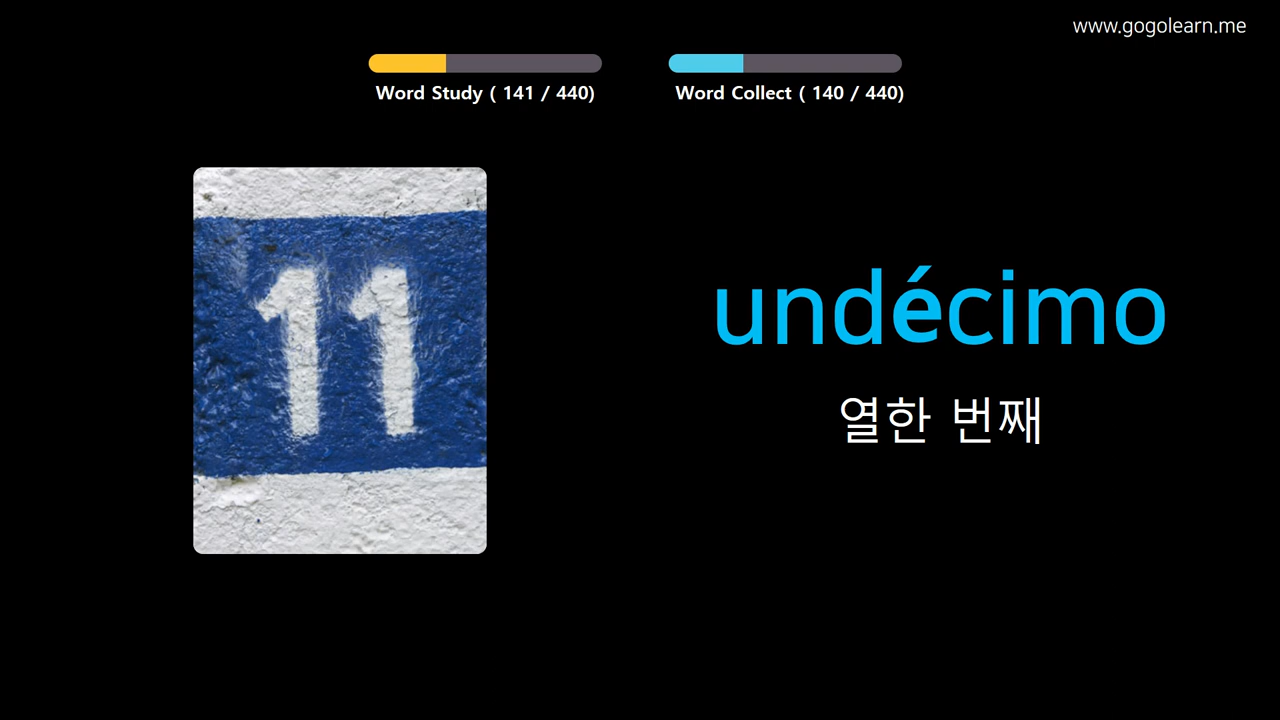 www.gogolearn.me
Word Study ( 141 / 440)
Word Collect ( 140 / 440)
11
undécimo
열한 번째